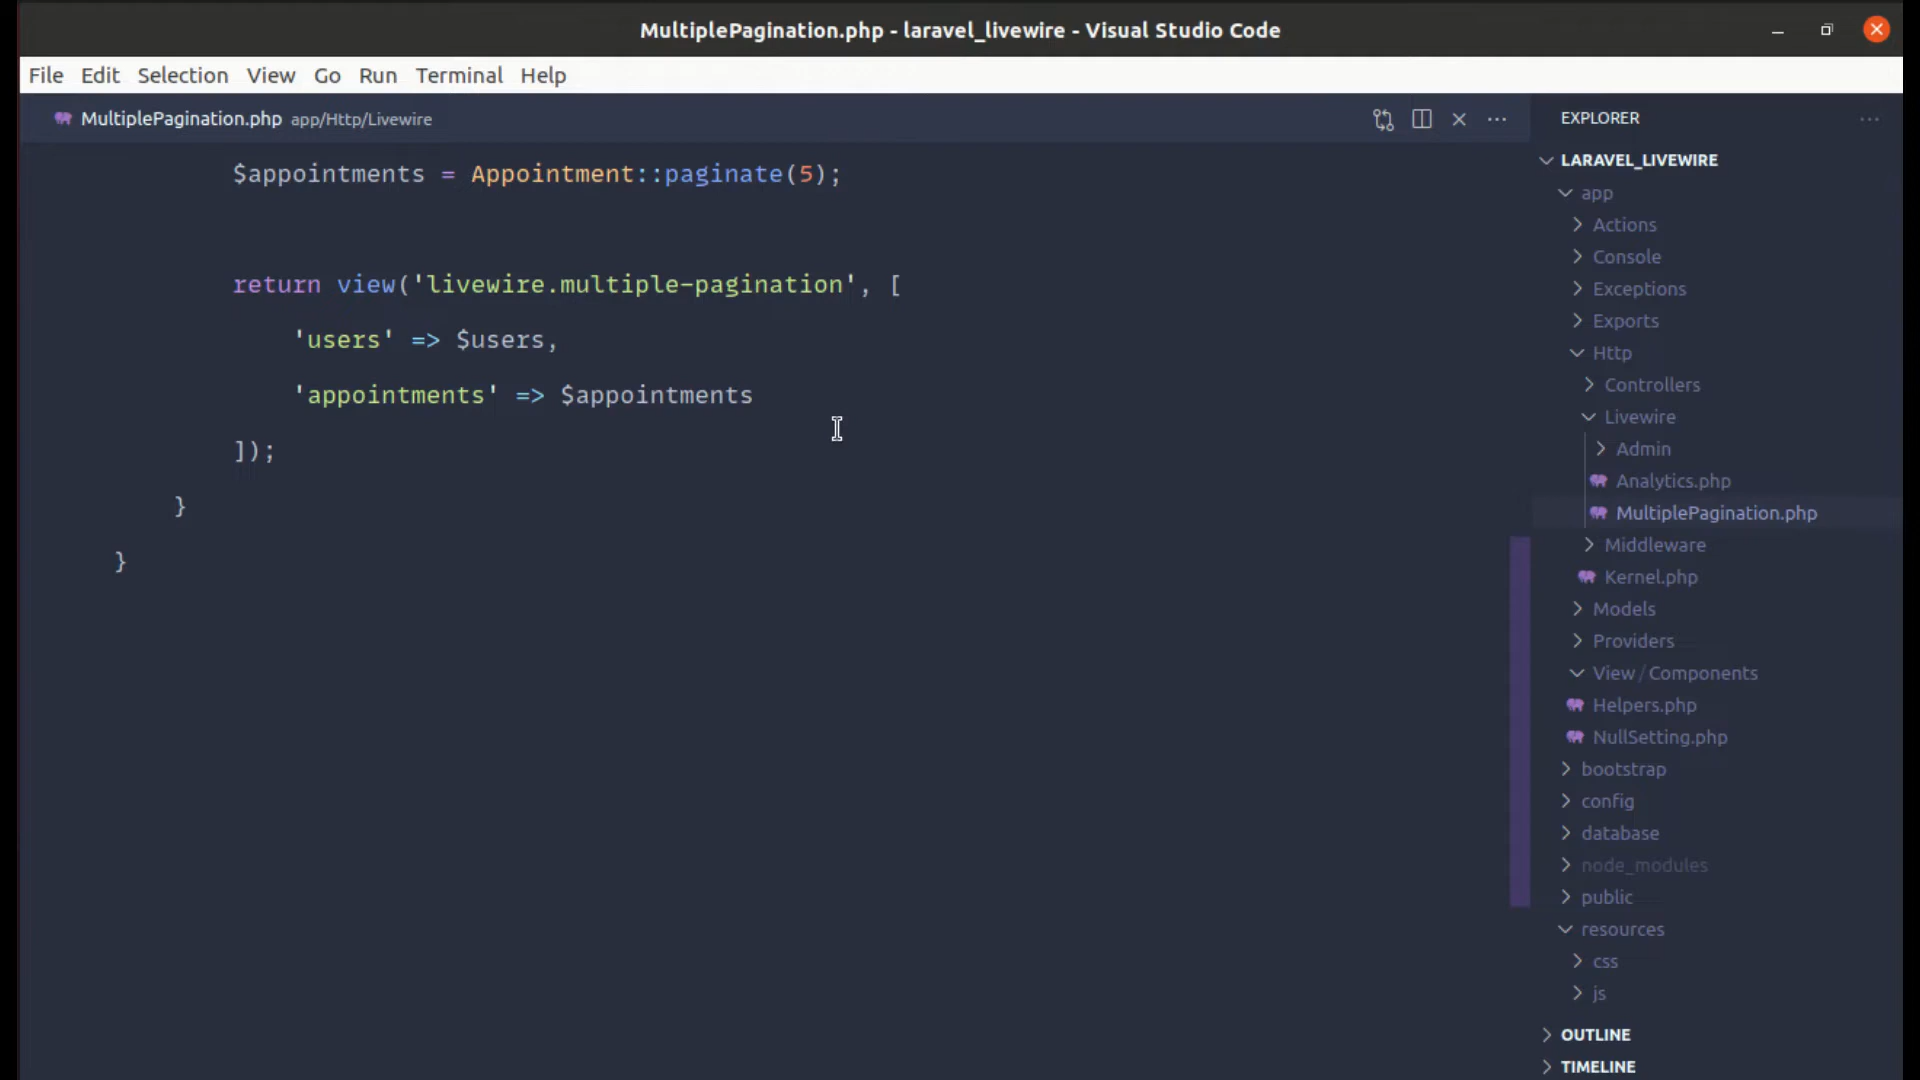 MultiplePagination.php - laravel_livewire - Visual Studio Code
File Edit Selection View Go Run Terminal Help
MultiplePagination.php app/Http/Livewire
$appointments = Appointment::paginate(5);
return view('livewire.multiple-pagination', [
'users' => $users,
'appointments' => $appointments
]);
}
}
EXPLORER
LARAVEL_LIVEWIRE
app
Actions
Console
Exceptions
Exports
Http
Controllers
Livewire
Admin
Analytics.php
MultiplePagination.php
Middleware
Kernel.php
Models
Providers
View / Components
Helpers.php
NullSetting.php
bootstrap
config
database
node_modules
public
resources
css
js
OUTLINE
TIMELINE